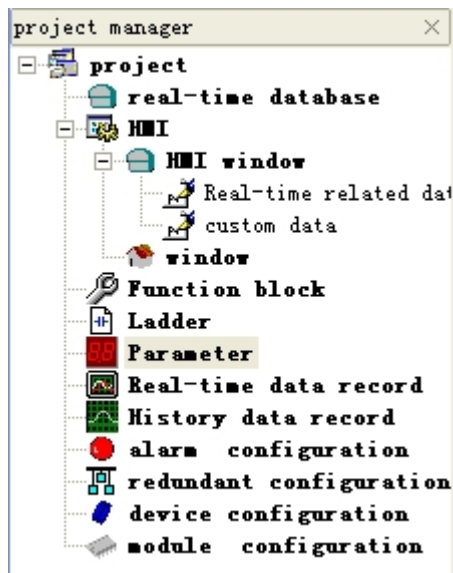 project manager
project
real-time database
HMI
HMI window
Real-time related dat
custom data
window
Function block
Ladder
Parameter
Real-time data record
History data record
alarm configuration
redundant configuration
device configuration
module configuration